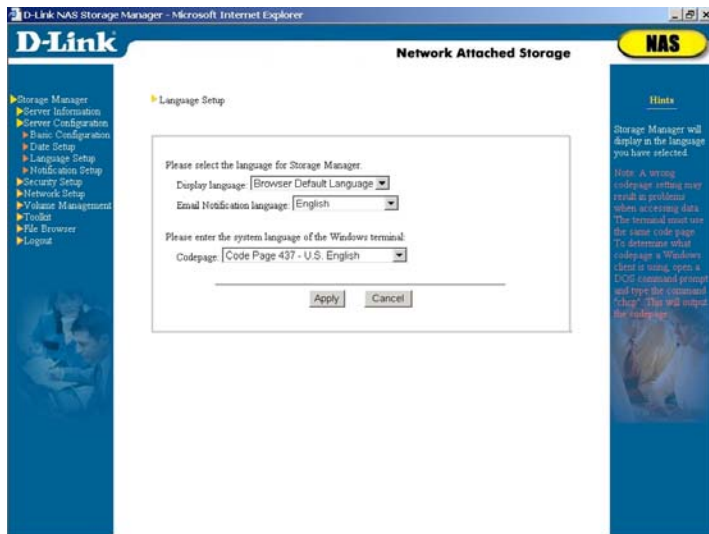 D-Link NAS Storage Manager - Microsoft Internet Explorer
D-Link
Network Attached Storage
NAS
Storage Manager
Server Information
Server Configuration
Basic Configuration
Date Setup
Language Setup
Notification Setup
Security Setup
Network Setup
Volume Management
Toolkit
File Browser
Logout
Language Setup
Please select the language for Storage Manager:
Display language: Browser Default Language
Email Notification language: English
Please enter the system language of the Windows terminal:
Codepage: Code Page 437 - U.S. English
Apply
Cancel
Hints
Storage Manager will
display in the language
you have selected.
Note: A wrong
codepage setting may
result in problems
when accessing data.
The terminal must use
the same code page.
To determine what
codepage a Windows
client is using, open a
DOS command prompt
and type the command
"chcp". This will output
the codepage.